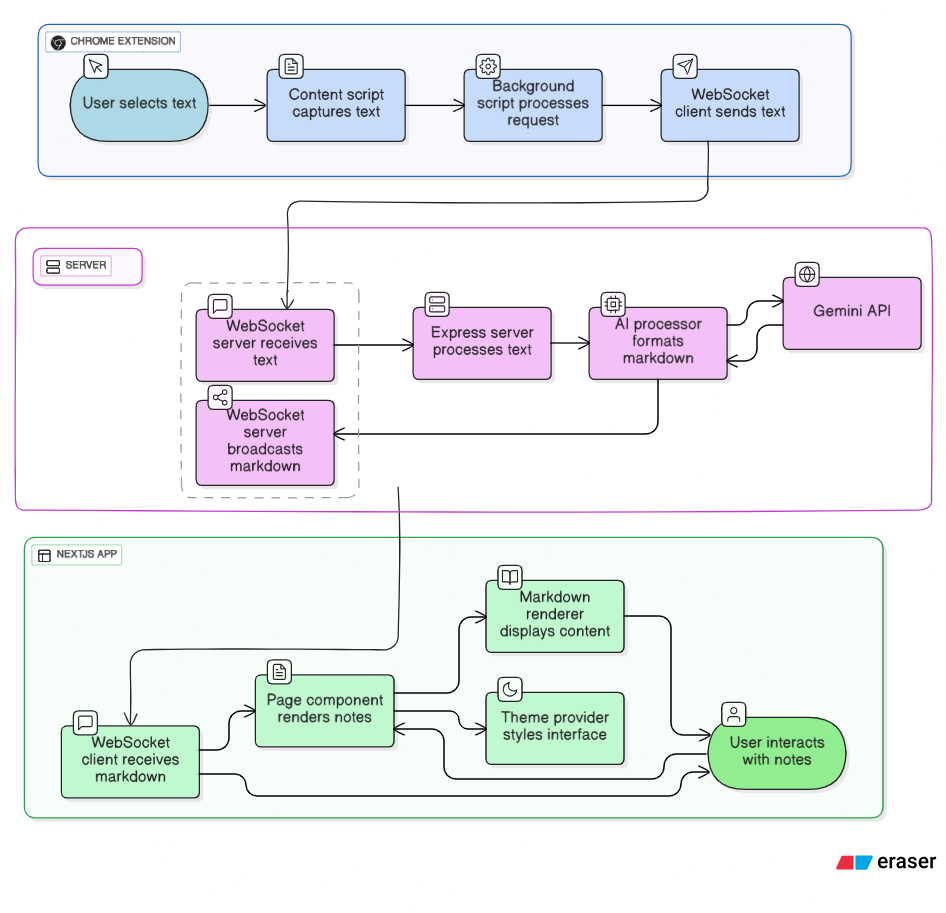 CHROME EXTENSION
User selects text
Content script
captures text
Background
script processes
request
WebSocket
client sends text
SERVER
WebSocket
server receives
text
Express server
processes text
AI processor
formats
markdown
Gemini API
WebSocket
server
broadcasts
markdown
NEXTJS APP
Markdown
renderer
displays content
Page component
renders notes
Theme provider
styles interface
WebSocket
client receives
markdown
User interacts
with notes
eraser